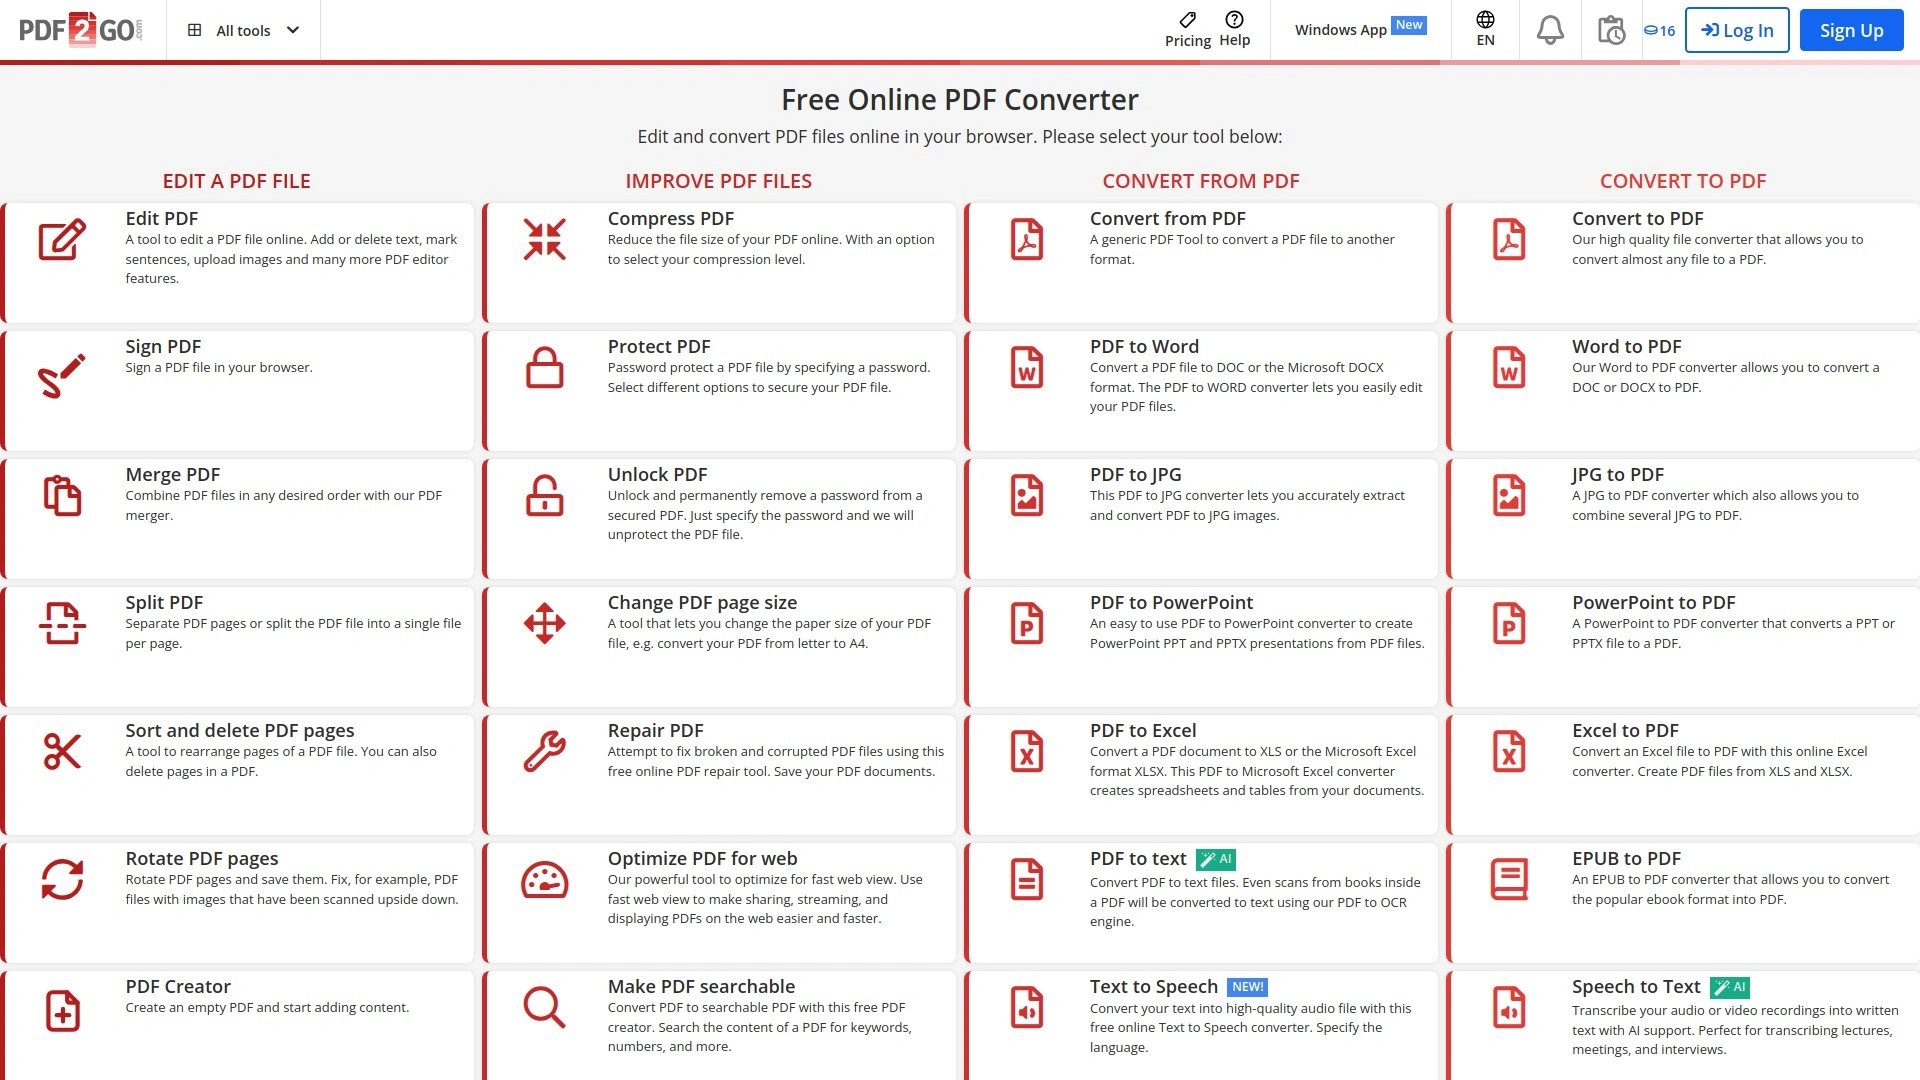 PDF2GO.com
All tools
Pricing
Help
Windows App New
EN
16
Log In
Sign Up
Free Online PDF Converter
Edit and convert PDF files online in your browser. Please select your tool below:
EDIT A PDF FILE
Edit PDF
A tool to edit a PDF file online. Add or delete text, mark
sentences, upload images and many more PDF editor
features.
Sign PDF
Sign a PDF file in your browser.
Merge PDF
Combine PDF files in any desired order with our PDF
merger.
Split PDF
Separate PDF pages or split the PDF file into a single file
per page.
Sort and delete PDF pages
A tool to rearrange pages of a PDF file. You can also
delete pages in a PDF.
Rotate PDF pages
Rotate PDF pages and save them. Fix, for example, PDF
files with images that have been scanned upside down.
PDF Creator
Create an empty PDF and start adding content.
IMPROVE PDF FILES
Compress PDF
Reduce the file size of your PDF online. With an option
to select your compression level.
Protect PDF
Password protect a PDF file by specifying a password.
Select different options to secure your PDF file.
Unlock PDF
Unlock and permanently remove a password from a
secured PDF. Just specify the password and we will
unprotect the PDF file.
Change PDF page size
A tool that lets you change the paper size of your PDF
file, e.g. convert your PDF from letter to A4.
Repair PDF
Attempt to fix broken and corrupted PDF files using this
free online PDF repair tool. Save your PDF documents.
Optimize PDF for web
Our powerful tool to optimize for fast web view. Use
fast web view to make sharing, streaming, and
displaying PDFs on the web easier and faster.
Make PDF searchable
Convert PDF to searchable PDF with this free PDF
creator. Search the content of a PDF for keywords,
numbers, and more.
CONVERT FROM PDF
Convert from PDF
A generic PDF Tool to convert a PDF file to another
format.
W
PDF to Word
Convert a PDF file to DOC or the Microsoft DOCX
format. The PDF to WORD converter lets you easily edit
your PDF files.
PDF to JPG
This PDF to JPG converter lets you accurately extract
and convert PDF to JPG images.
P
PDF to PowerPoint
An easy to use PDF to PowerPoint converter to create
PowerPoint PPT and PPTX presentations from PDF files.
X
PDF to Excel
Convert a PDF document to XLS or the Microsoft Excel
format XLSX. This PDF to Microsoft Excel converter
creates spreadsheets and tables from your documents.
PDF to text AI
Convert PDF to text files. Even scans from books inside
a PDF will be converted to text using our PDF to OCR
engine.
Text to Speech NEW!
Convert your text into high-quality audio file with this
free online Text to Speech converter. Specify the
language.
CONVERT TO PDF
Convert to PDF
Our high quality file converter that allows you to
convert almost any file to a PDF.
W
Word to PDF
Our Word to PDF converter allows you to convert a
DOC or DOCX to PDF.
JPG to PDF
A JPG to PDF converter which also allows you to
combine several JPG to PDF.
P
PowerPoint to PDF
A PowerPoint to PDF converter that converts a PPT or
PPTX file to a PDF.
X
Excel to PDF
Convert an Excel file to PDF with this online Excel
converter. Create PDF files from XLS and XLSX.
EPUB to PDF
An EPUB to PDF converter that allows you to convert
the popular ebook format into PDF.
Speech to Text AI
Transcribe your audio or video recordings into written
text with AI support. Perfect for transcribing lectures,
meetings, and interviews.